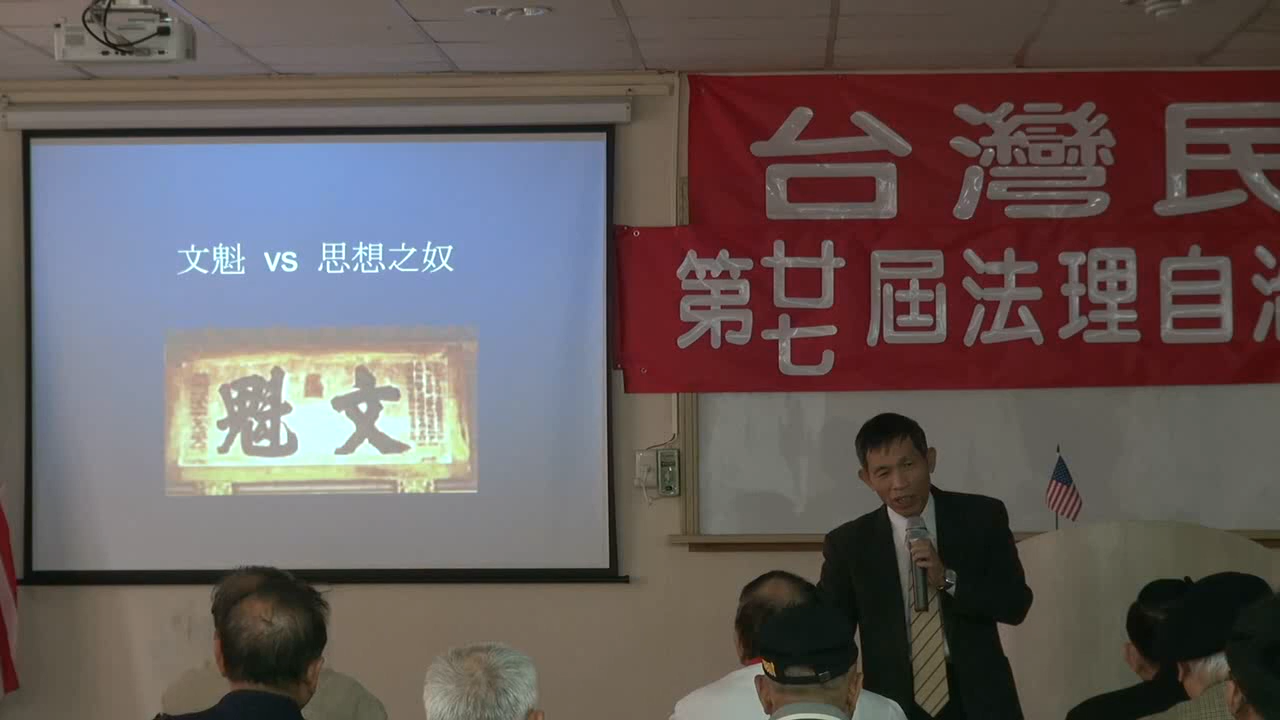 文魁 vs 思想之奴
魁文
台灣民
第廿七屆法理自治